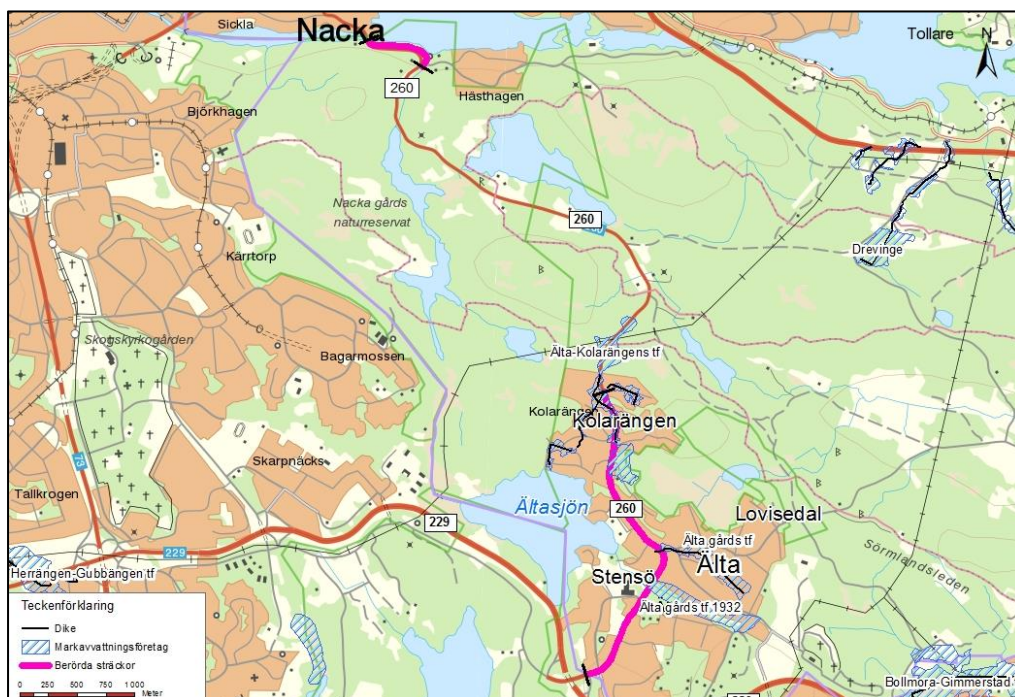 Sickla
Nacka
Tollare
N
260
Hästhagen
Björkhagen
Nacka gårds
naturreservat
260
Drevinge
Kärrtorp
Skogskyrkogården
Bagarmossen
Älta-Kolarängens tf
Kolarängen
Skarpnäcks
73
Tallkrogen
Ältasjön
260
Lovisedal
229
229
Älta gårds tf
Älta
Sörmlandsleden
Herrängen-Gubbängen tf
Stensö
Älta gårds tf 1932
Teckenförklaring
Dike
Markavvattningsföretag
Berörda sträckor
0 250 500 750 1 000
Meter
Bollmora-Gimmerstad